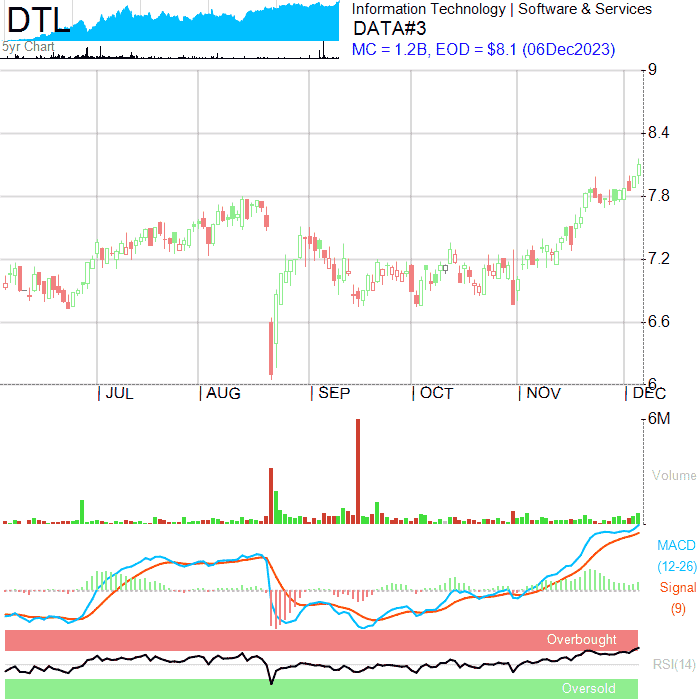 DTL
5yr Chart
Information Technology | Software & Services
DATA#3
MC = 1.2B, EOD = $8.1 (06Dec2023)
9
8.4
7.8
7.2
6.6
6
| JUL | AUG | SEP | OCT | NOV | DEC
6M
Volume
MACD
(12-26)
Signal
(9)
Overbought
RSI(14)
Oversold